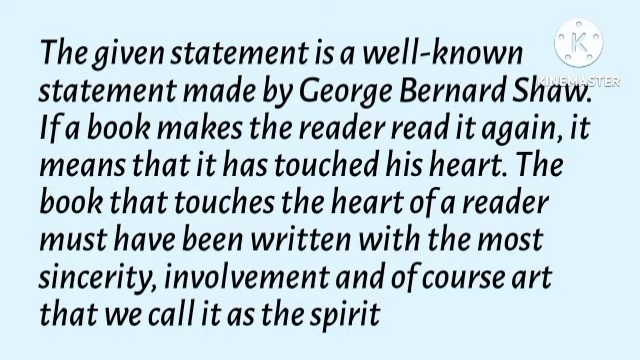 The given statement is a well-known
statement made by George Bernard Shaw.
If a book makes the reader read it again, it
means that it has touched his heart. The
book that touches the heart of a reader
must have been written with the most
sincerity, involvement and of course art
that we call it as the spirit
K
KINEMASTER